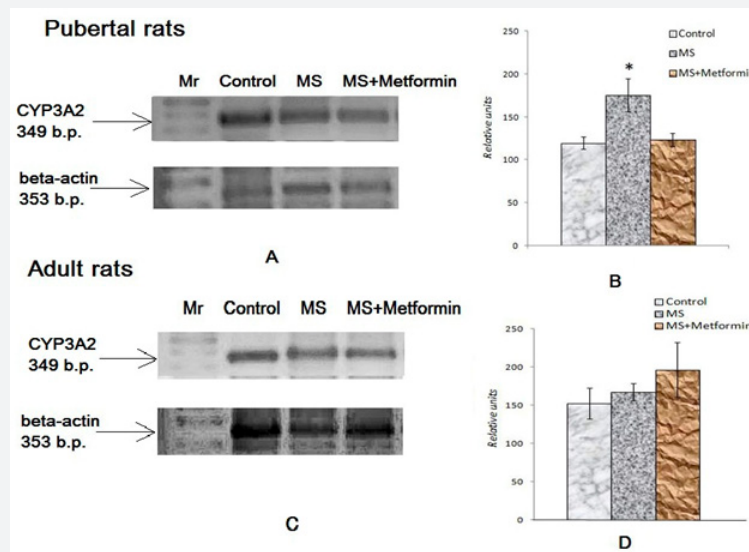 Pubertal rats
Mr Control MS MS+Metformin
CYP3A2
349 b.p.
beta-actin
353 b.p.
A
Control
MS
MS+Metformin
*
Relative units
250
200
150
100
50
0
B
Adult rats
Mr Control MS MS+Metformin
CYP3A2
349 b.p.
beta-actin
353 b.p.
C
Control
MS
MS+Metformin
Relative units
250
200
150
100
50
0
D